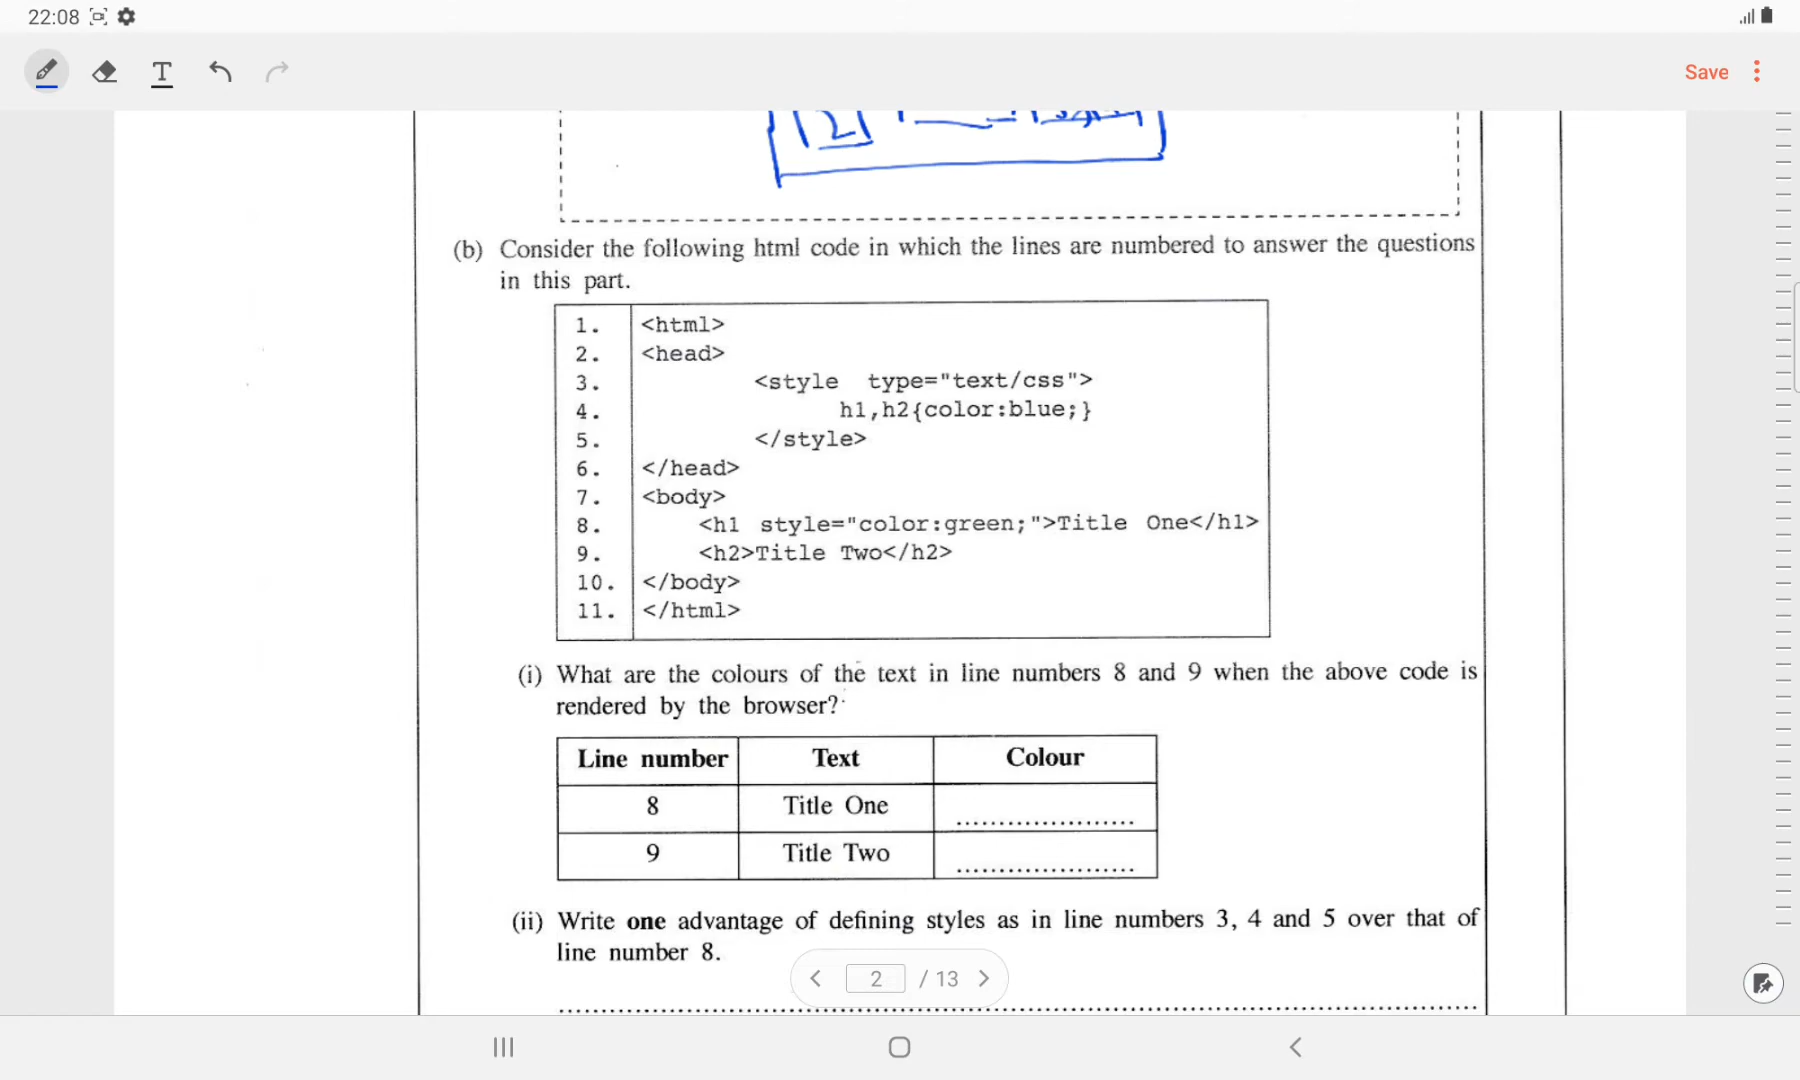 22:08
Save
(b) Consider the following html code in which the lines are numbered to answer the questions
in this part.
1. <html>
2. <head>
3. <style type="text/css">
4. h1,h2{color:blue;}
5. </style>
6. </head>
7. <body>
8. <h1 style="color:green;">Title One</h1>
9. <h2>Title Two</h2>
10. </body>
11. </html>
(i) What are the colours of the text in line numbers 8 and 9 when the above code is
rendered by the browser?
Line number Text Colour
8 Title One ......................
9 Title Two ......................
(ii) Write one advantage of defining styles as in line numbers 3, 4 and 5 over that of
line number 8.
2 / 13